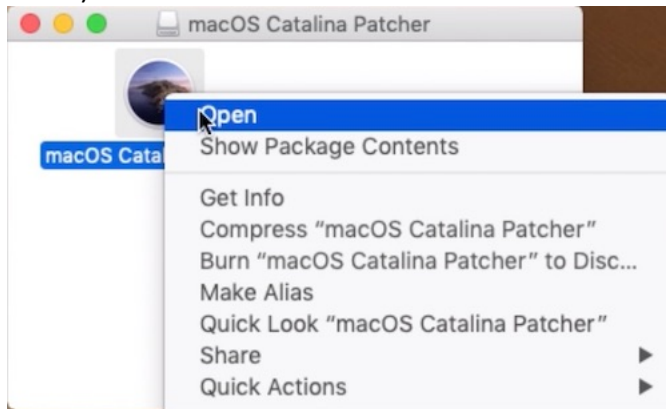 macOS Catalina Patcher
Open
macOS Catal
Show Package Contents
Get Info
Compress “macOS Catalina Patcher”
Burn “macOS Catalina Patcher” to Disc...
Make Alias
Quick Look “macOS Catalina Patcher”
Share
Quick Actions